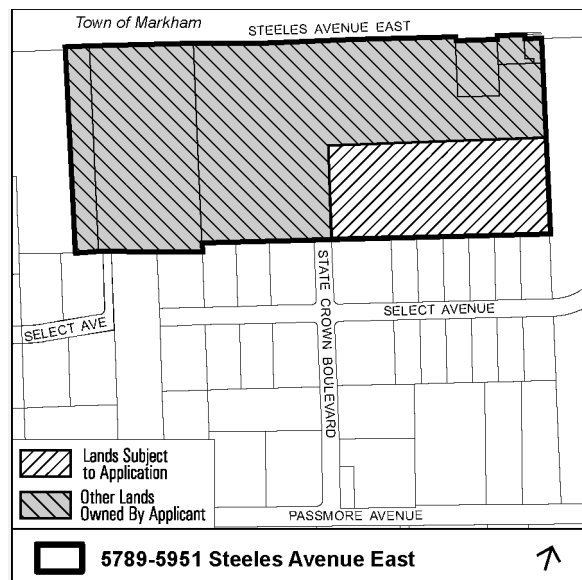 Town of Markham
STEELES AVENUE EAST
SELECT AVE
STATE CROWN BOULEVARD
SELECT AVENUE
Lands Subject
to Application
Other Lands
Owned By Applicant
PASSMORE AVENUE
5789-5951 Steeles Avenue East